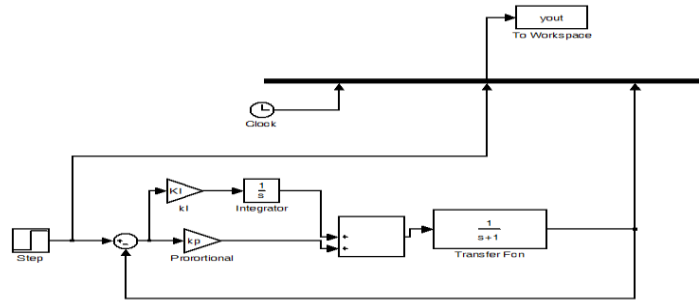 yout
To Workspace
Clock
KI
kI
1
s
Integrator
Step
+
-
kp
Prorortional
+
+
1
s+1
Transfer Fcn